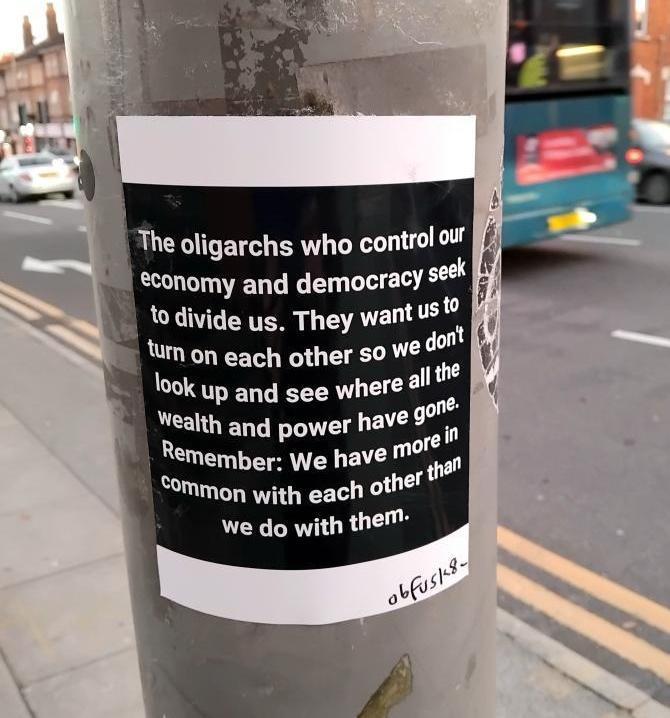 The oligarchs who control our
economy and democracy seek
to divide us. They want us to
turn on each other so we don't
look up and see where all the
wealth and power have gone.
Remember: We have more in
common with each other than
we do with them.
obfusk8-